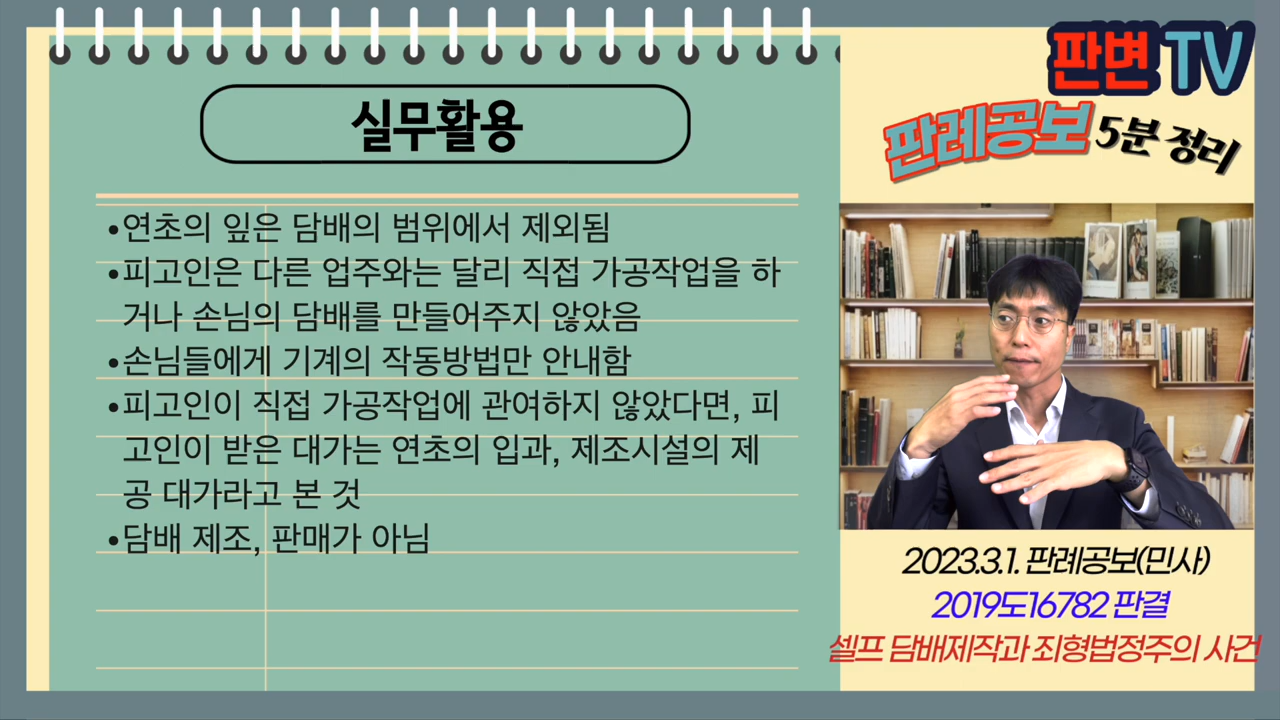 실무활용
•연초의 잎은 담배의 범위에서 제외됨
•피고인은 다른 업주와는 달리 직접 가공작업을 하
거나 손님의 담배를 만들어주지 않았음
•손님들에게 기계의 작동방법만 안내함
•피고인이 직접 가공작업에 관여하지 않았다면, 피
고인이 받은 대가는 연초의 입과, 제조시설의 제
공 대가라고 본 것
•담배 제조, 판매가 아님
판변 TV
판례공보 5분 정리
2023.3.1. 판례공보(민사)
2019도16782 판결
셀프 담배제작과 죄형법정주의 사건